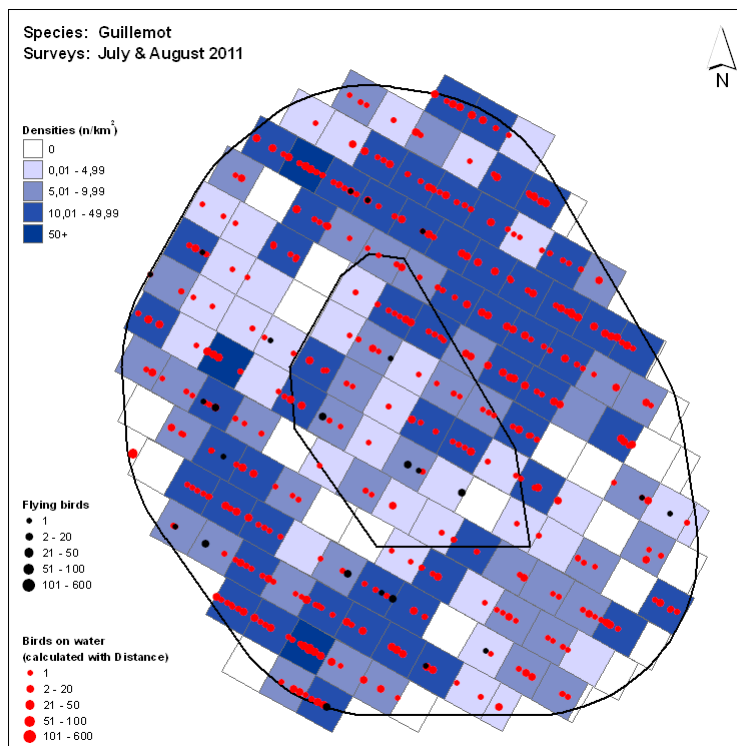 Species: Guillemot
Surveys: July & August 2011
N
Densities (n/km²)
0
0,01 - 4,99
5,01 - 9,99
10,01 - 49,99
50+
Flying birds
1
2 - 20
21 - 50
51 - 100
101 - 600
Birds on water
(calculated with Distance)
1
2 - 20
21 - 50
51 - 100
101 - 600